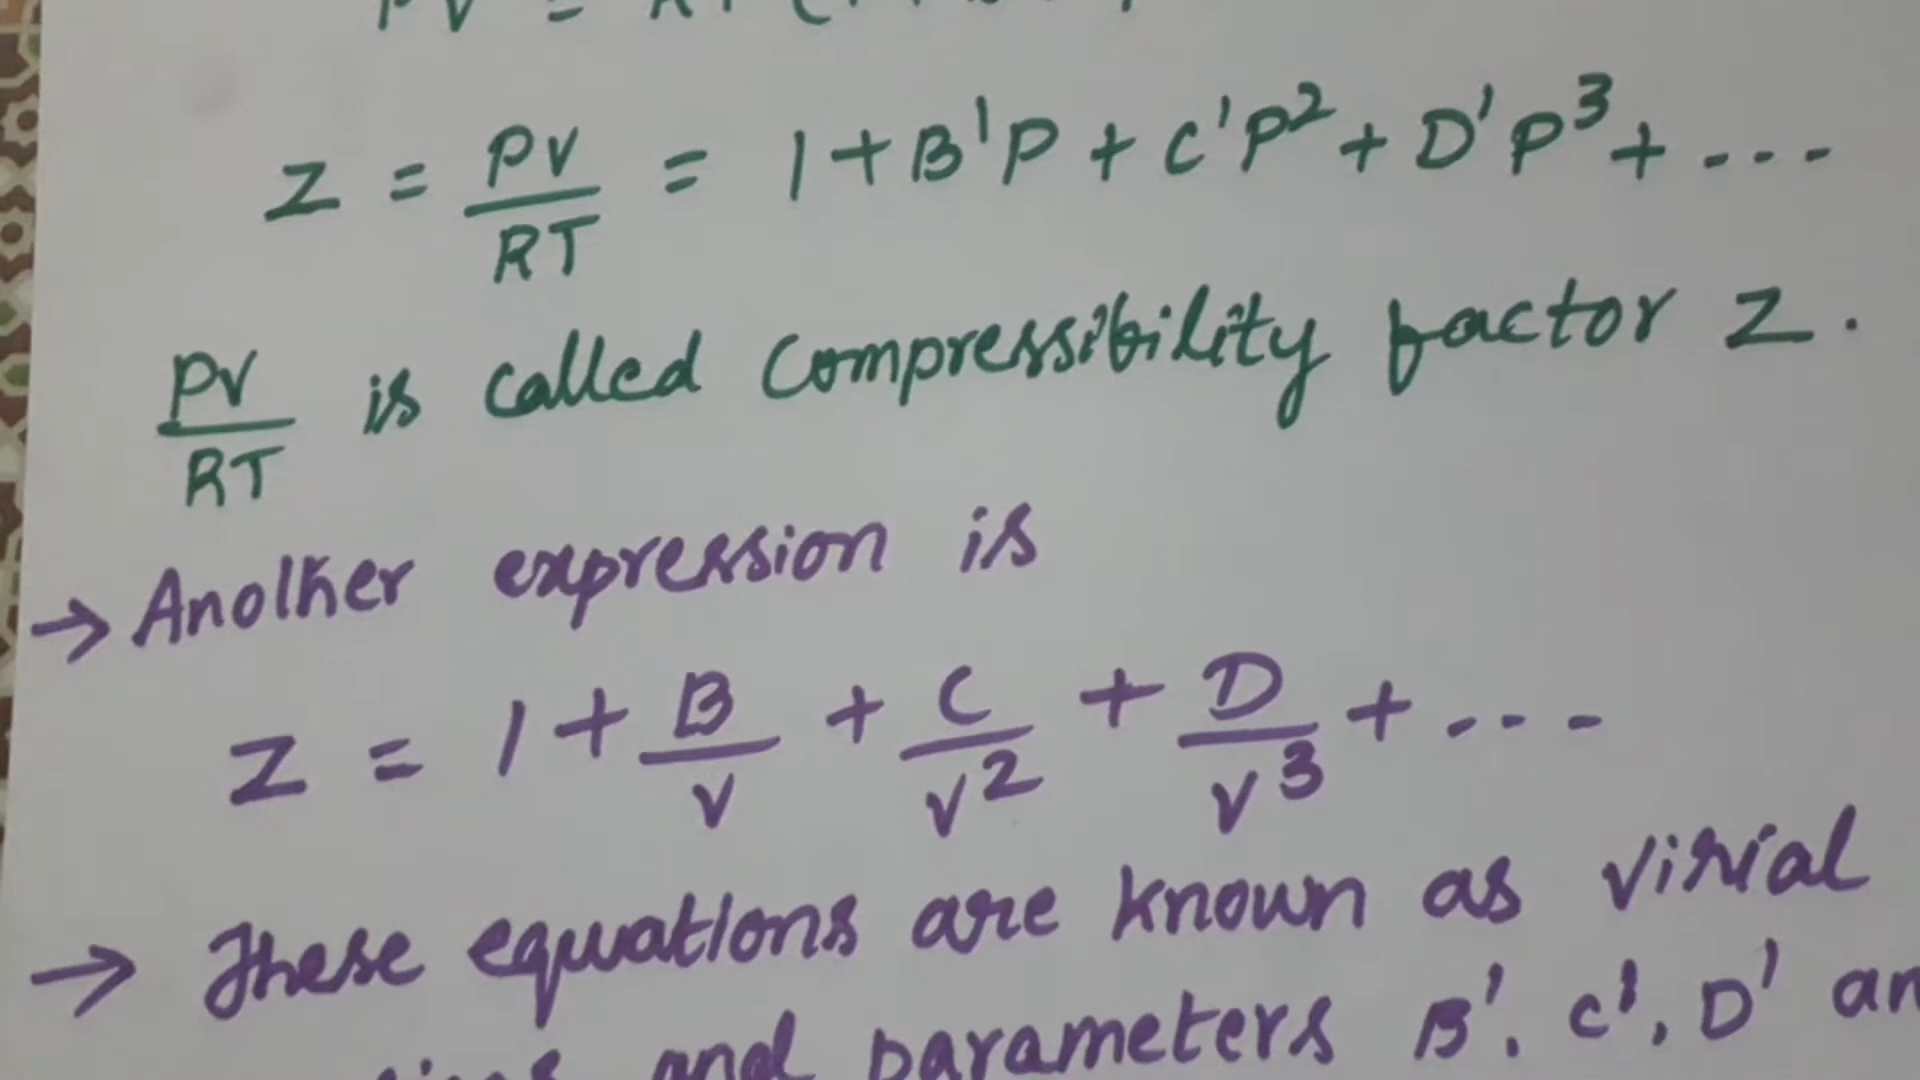 Z = PV/RT = 1 + B'P + C'P² + D'P³ + ...
PV/RT is called Compressibility factor Z.
→ Another expression is
Z = 1 + B/V + C/V² + D/V³ + ...
→ These equations are known as virial
and parameters B', C', D'